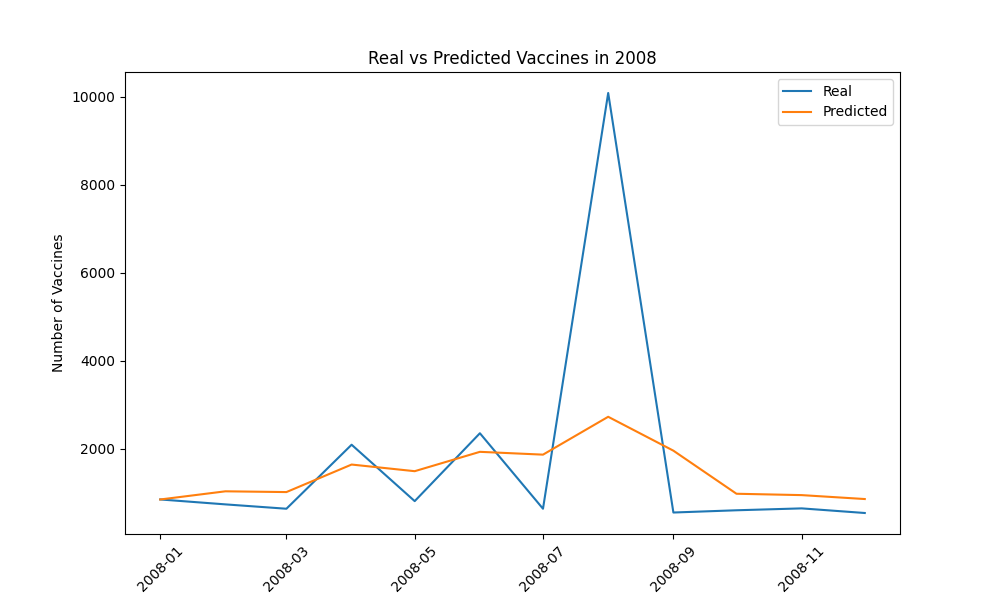 Real vs Predicted Vaccines in 2008
Real
Predicted
Number of Vaccines
10000
8000
6000
4000
2000
2008-01
2008-03
2008-05
2008-07
2008-09
2008-11